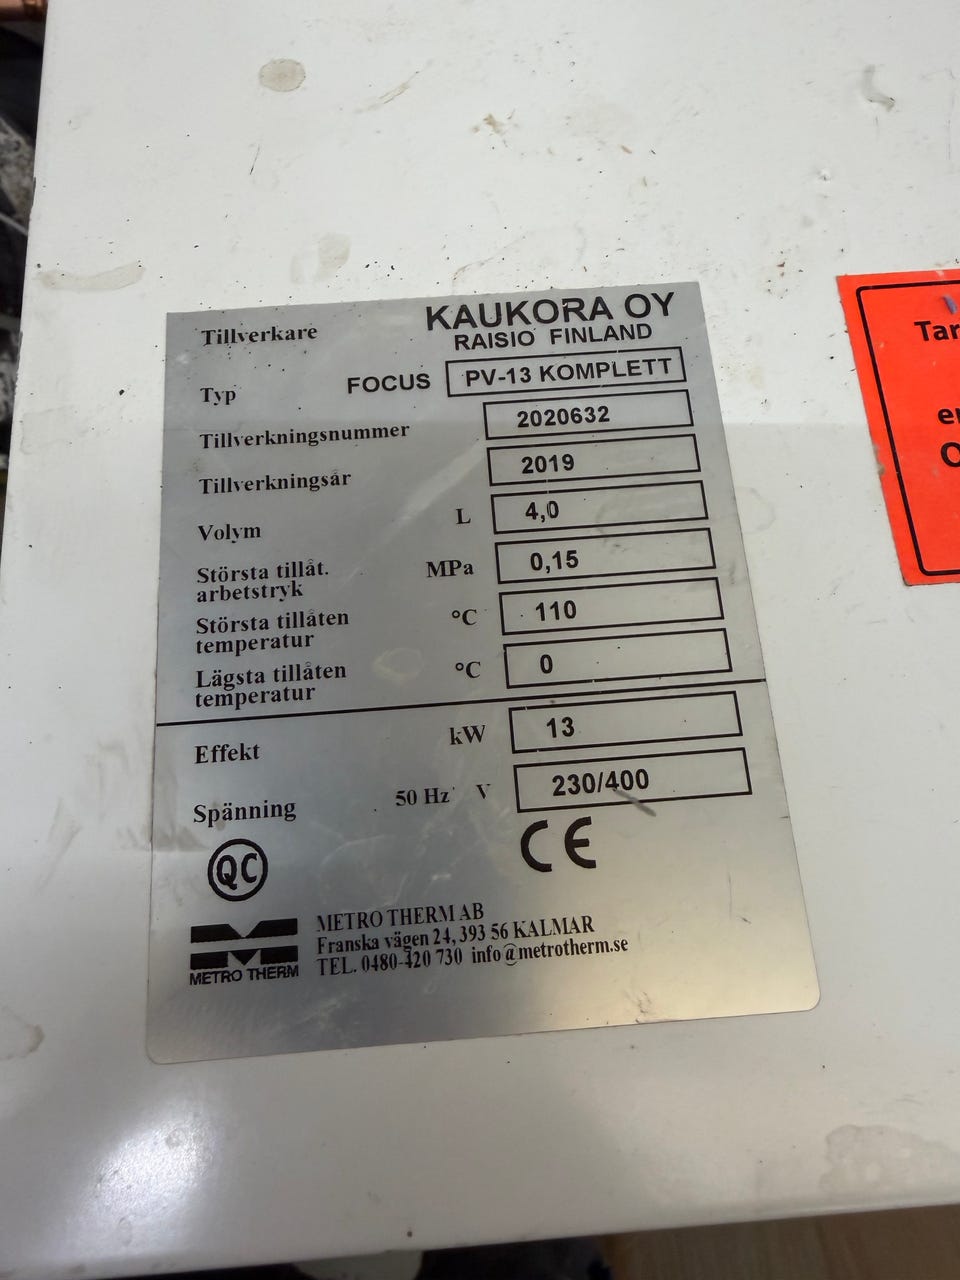 Tillverkare KAUKORA OY
RAISIO FINLAND
Typ FOCUS PV-13 KOMPLETT
Tillverkningsnummer 2020632
Tillverkningsår 2019
Volym L 4,0
Största tillåt. arbetstryk MPa 0,15
Största tillåten temperatur °C 110
Lägsta tillåten temperatur °C 0
Effekt kW 13
Spänning 50 Hz V 230/400
QC CE
METRO THERM
METRO THERM AB
Franska vägen 24, 393 56 KALMAR
TEL. 0480-420 730 info@metrotherm.se
Tar